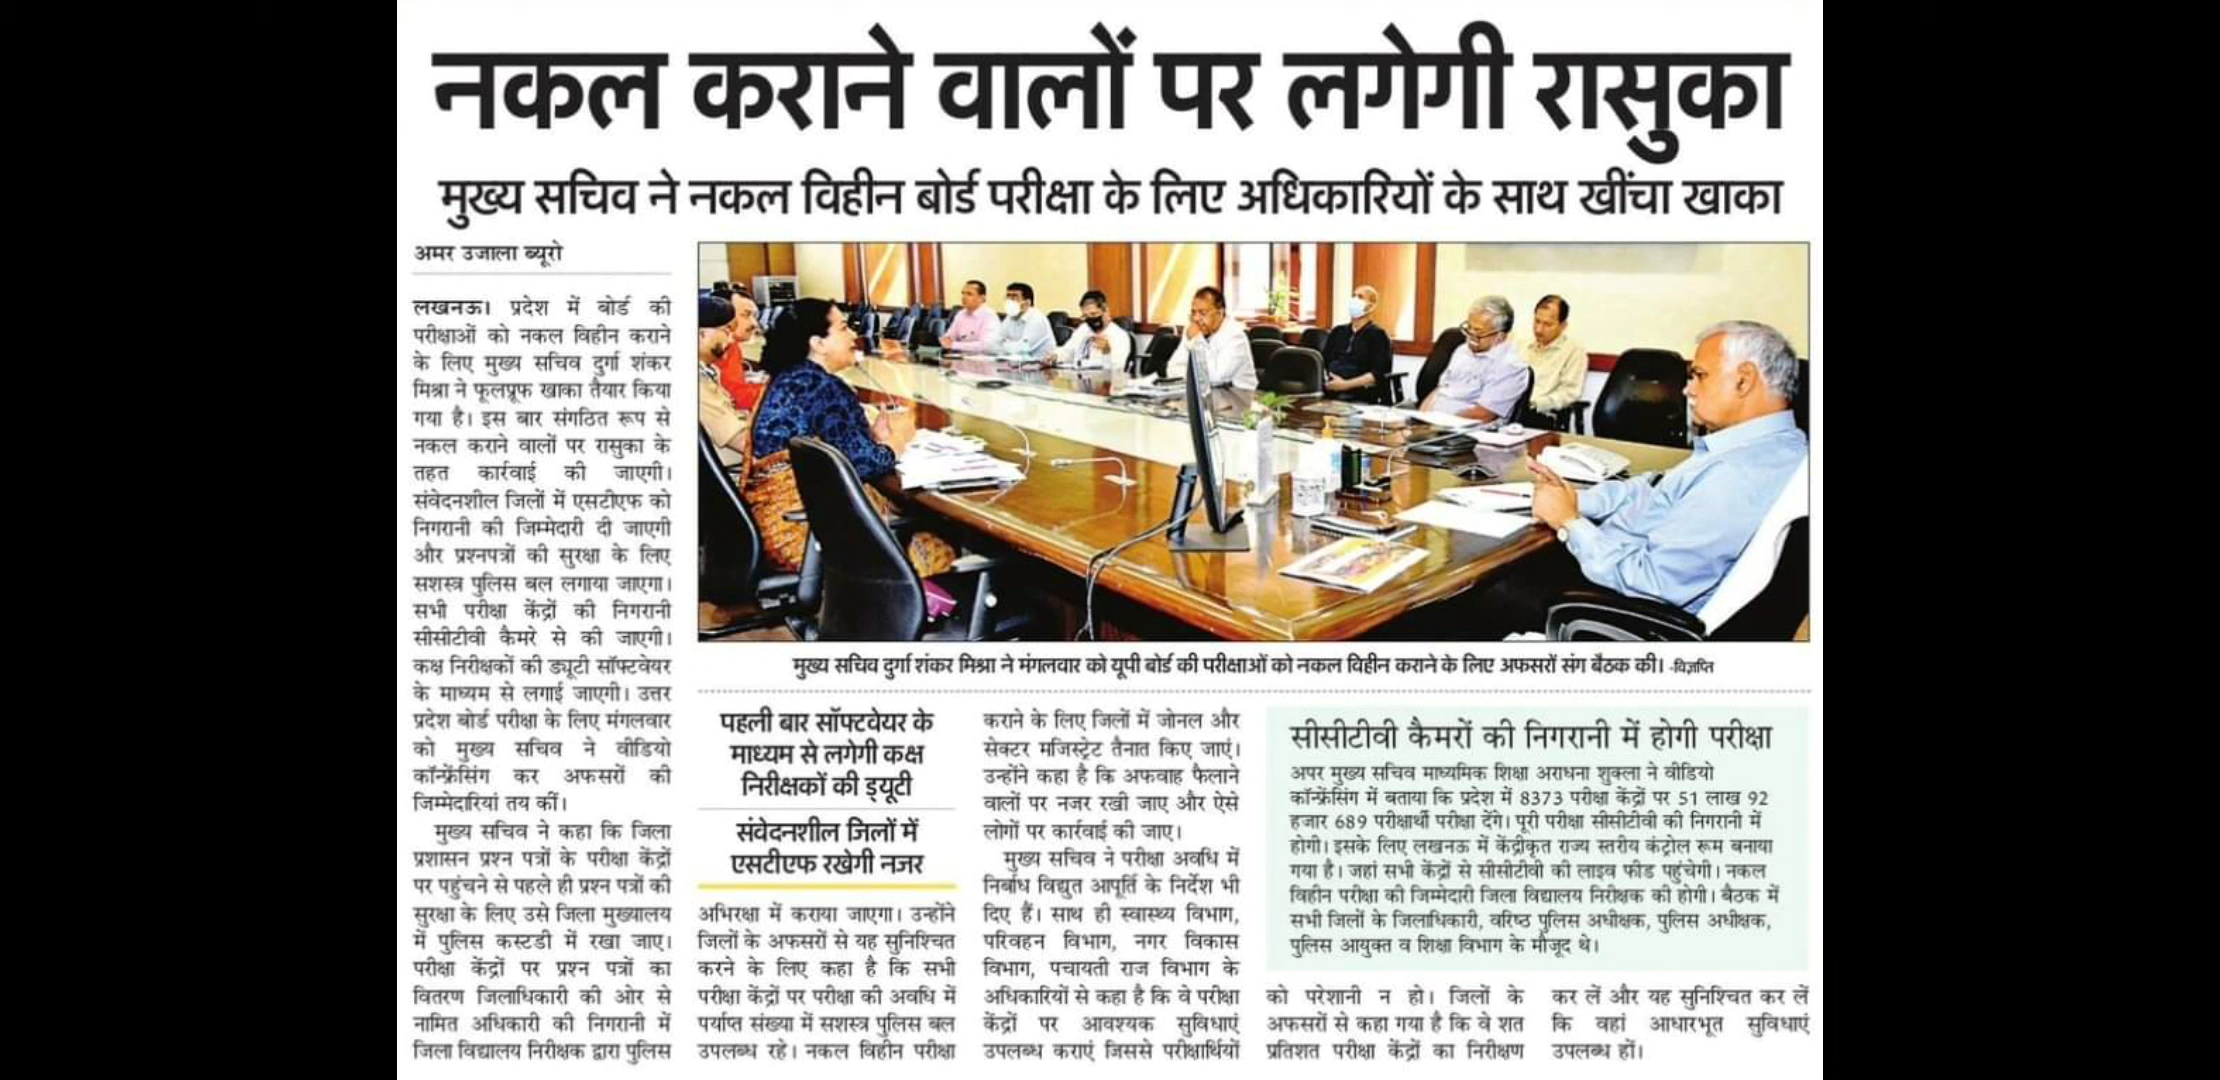 नकल कराने वालों पर लगेगी रासुका
मुख्य सचिव ने नकल विहीन बोर्ड परीक्षा के लिए अधिकारियों के साथ खींचा खाका
अमर उजाला ब्यूरो
लखनऊ। प्रदेश में बोर्ड की
परीक्षाओं को नकल विहीन कराने
के लिए मुख्य सचिव दुर्गा शंकर
मिश्रा ने फूलप्रूफ खाका तैयार किया
गया है। इस बार संगठित रूप से
नकल कराने वालों पर रासुका के
तहत कार्रवाई की जाएगी।
संवेदनशील जिलों में एसटीएफ को
निगरानी की जिम्मेदारी दी जाएगी
और प्रश्नपत्रों की सुरक्षा के लिए
सशस्त्र पुलिस बल लगाया जाएगा।
सभी परीक्षा केंद्रों की निगरानी
सीसीटीवी कैमरे से की जाएगी।
कक्ष निरीक्षकों की ड्यूटी सॉफ्टवेयर
के माध्यम से लगाई जाएगी। उत्तर
प्रदेश बोर्ड परीक्षा के लिए मंगलवार
को मुख्य सचिव ने वीडियो
कॉन्फ्रेंसिंग कर अफसरों की
जिम्मेदारियां तय कीं।
मुख्य सचिव ने कहा कि जिला
प्रशासन प्रश्न पत्रों के परीक्षा केंद्रों
पर पहुंचने से पहले ही प्रश्न पत्रों की
सुरक्षा के लिए उसे जिला मुख्यालय
में पुलिस कस्टडी में रखा जाए।
परीक्षा केंद्रों पर प्रश्न पत्रों का
वितरण जिलाधिकारी की ओर से
नामित अधिकारी की निगरानी में
जिला विद्यालय निरीक्षक द्वारा पुलिस
मुख्य सचिव दुर्गा शंकर मिश्रा ने मंगलवार को यूपी बोर्ड की परीक्षाओं को नकल विहीन कराने के लिए अफसरों संग बैठक की। -विज्ञप्ति
पहली बार सॉफ्टवेयर के
माध्यम से लगेगी कक्ष
निरीक्षकों की ड्यूटी
संवेदनशील जिलों में
एसटीएफ रखेगी नजर
अभिरक्षा में कराया जाएगा। उन्होंने
जिलों के अफसरों से यह सुनिश्चित
करने के लिए कहा है कि सभी
परीक्षा केंद्रों पर परीक्षा की अवधि में
पर्याप्त संख्या में सशस्त्र पुलिस बल
उपलब्ध रहे। नकल विहीन परीक्षा
कराने के लिए जिलों में जोनल और
सेक्टर मजिस्ट्रेट तैनात किए जाएं।
उन्होंने कहा है कि अफवाह फैलाने
वालों पर नजर रखी जाए और ऐसे
लोगों पर कार्रवाई की जाए।
मुख्य सचिव ने परीक्षा अवधि में
निर्बाध विद्युत आपूर्ति के निर्देश भी
दिए हैं। साथ ही स्वास्थ्य विभाग,
परिवहन विभाग, नगर विकास
विभाग, पचायती राज विभाग के
अधिकारियों से कहा है कि वे परीक्षा
केंद्रों पर आवश्यक सुविधाएं
उपलब्ध कराएं जिससे परीक्षार्थियों
सीसीटीवी कैमरों की निगरानी में होगी परीक्षा
अपर मुख्य सचिव माध्यमिक शिक्षा अराधना शुक्ला ने वीडियो
कॉन्फ्रेंसिंग में बताया कि प्रदेश में 8373 परीक्षा केंद्रों पर 51 लाख 92
हजार 689 परीक्षार्थी परीक्षा देंगे। पूरी परीक्षा सीसीटीवी की निगरानी में
होगी। इसके लिए लखनऊ में केंद्रीकृत राज्य स्तरीय कंट्रोल रूम बनाया
गया है। जहां सभी केंद्रों से सीसीटीवी की लाइव फीड पहुंचेगी। नकल
विहीन परीक्षा की जिम्मेदारी जिला विद्यालय निरीक्षक की होगी। बैठक में
सभी जिलों के जिलाधिकारी, वरिष्ठ पुलिस अधीक्षक, पुलिस अधीक्षक,
पुलिस आयुक्त व शिक्षा विभाग के मौजूद थे।
को परेशानी न हो। जिलों के
अफसरों से कहा गया है कि वे शत
प्रतिशत परीक्षा केंद्रों का निरीक्षण
कर लें और यह सुनिश्चित कर लें
कि वहां आधारभूत सुविधाएं
उपलब्ध हों।